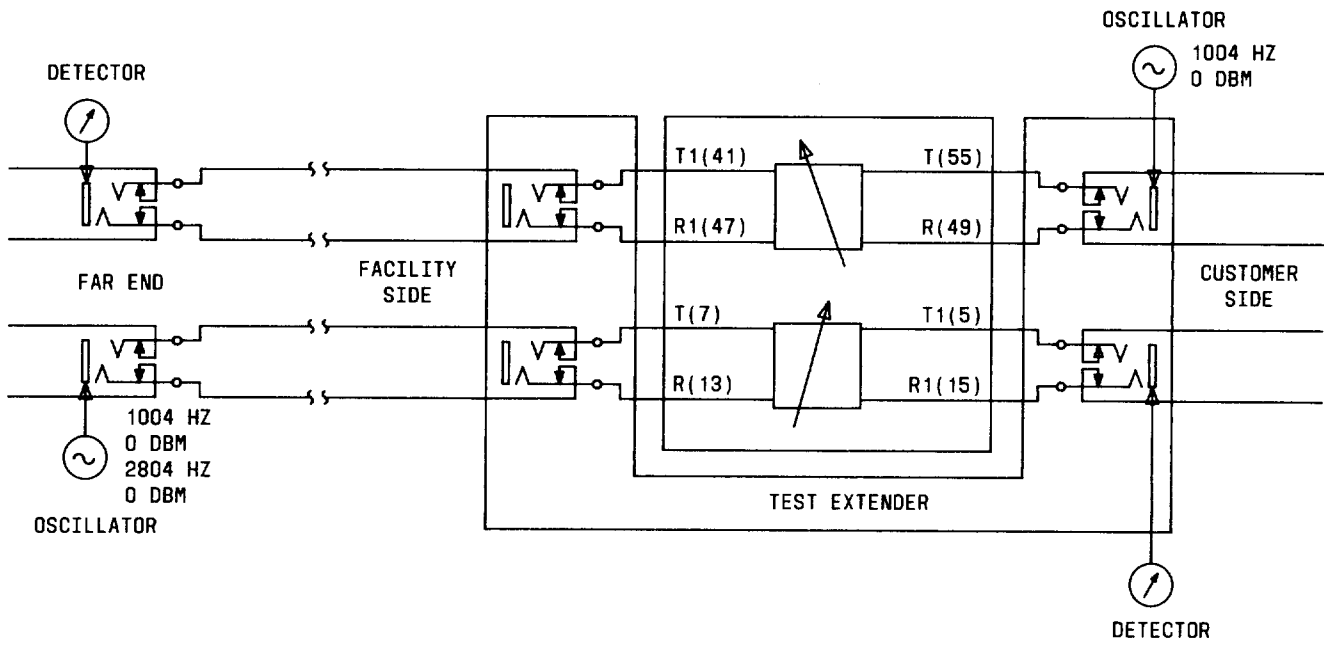 OSCILLATOR
1004 HZ
0 DBM
DETECTOR
T1(41)
T(55)
R1(47)
R(49)
FAR END
FACILITY
SIDE
CUSTOMER
SIDE
T(7)
T1(5)
R(13)
R1(15)
1004 HZ
0 DBM
2804 HZ
0 DBM
OSCILLATOR
TEST EXTENDER
DETECTOR